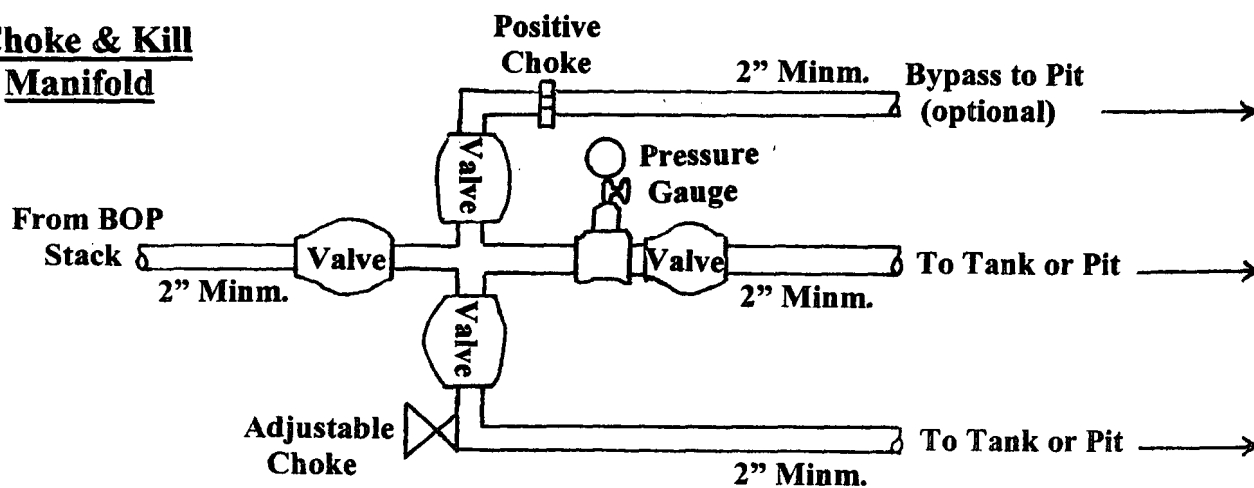 hoke & Kill
Manifold
Positive
Choke
2” Minm.
Bypass to Pit
(optional)
Valve
Pressure
Gauge
From BOP
Stack
Valve
Valve
To Tank or Pit
2” Minm.
2” Minm.
Valve
Adjustable
Choke
To Tank or Pit
2” Minm.